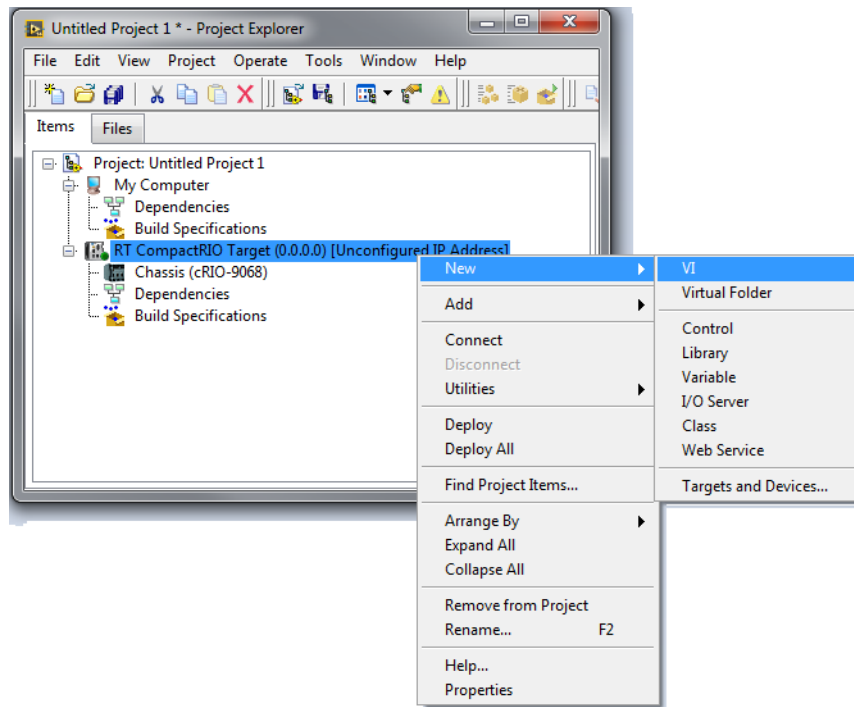 Untitled Project 1 * - Project Explorer
File Edit View Project Operate Tools Window Help
Items Files
Project: Untitled Project 1
My Computer
Dependencies
Build Specifications
RT CompactRIO Target (0.0.0.0) [Unconfigured IP Address]
Chassis (cRIO-9068)
Dependencies
Build Specifications
New
Add
Connect
Disconnect
Utilities
Deploy
Deploy All
Find Project Items...
Arrange By
Expand All
Collapse All
Remove from Project
Rename... F2
Help...
Properties
VI
Virtual Folder
Control
Library
Variable
I/O Server
Class
Web Service
Targets and Devices...